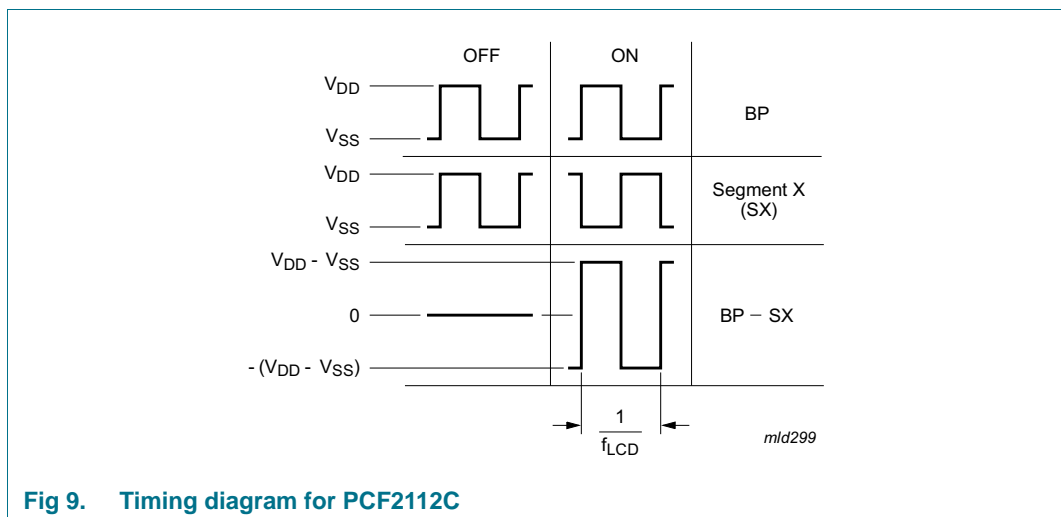 OFF
ON
VDD
VSS
BP
VDD
VSS
Segment X
(SX)
VDD - VSS
0
- (VDD - VSS)
BP − SX
1
fLCD
mld299
Fig 9. Timing diagram for PCF2112C